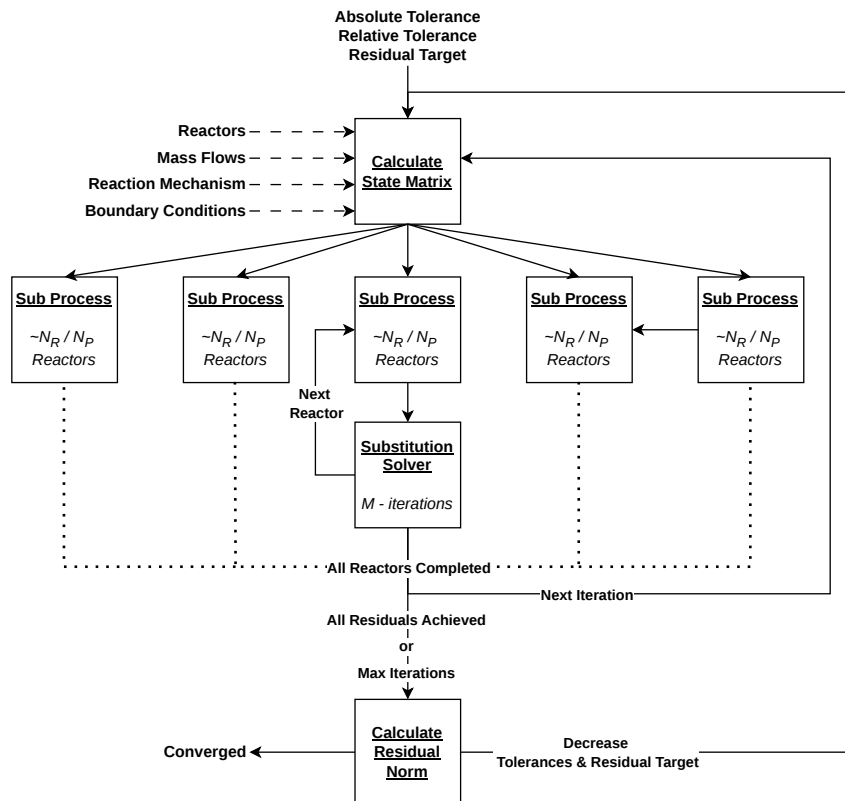 Absolute Tolerance
Relative Tolerance
Residual Target
Reactors
Mass Flows
Reaction Mechanism
Boundary Conditions
Calculate
State Matrix
Sub Process
~N_R / N_P
Reactors
Sub Process
~N_R / N_P
Reactors
Sub Process
~N_R / N_P
Reactors
Sub Process
~N_R / N_P
Reactors
Sub Process
~N_R / N_P
Reactors
Next
Reactor
Substitution
Solver
M - iterations
All Reactors Completed
Next Iteration
All Residuals Achieved
or
Max Iterations
Calculate
Residual
Norm
Converged
Decrease
Tolerances & Residual Target